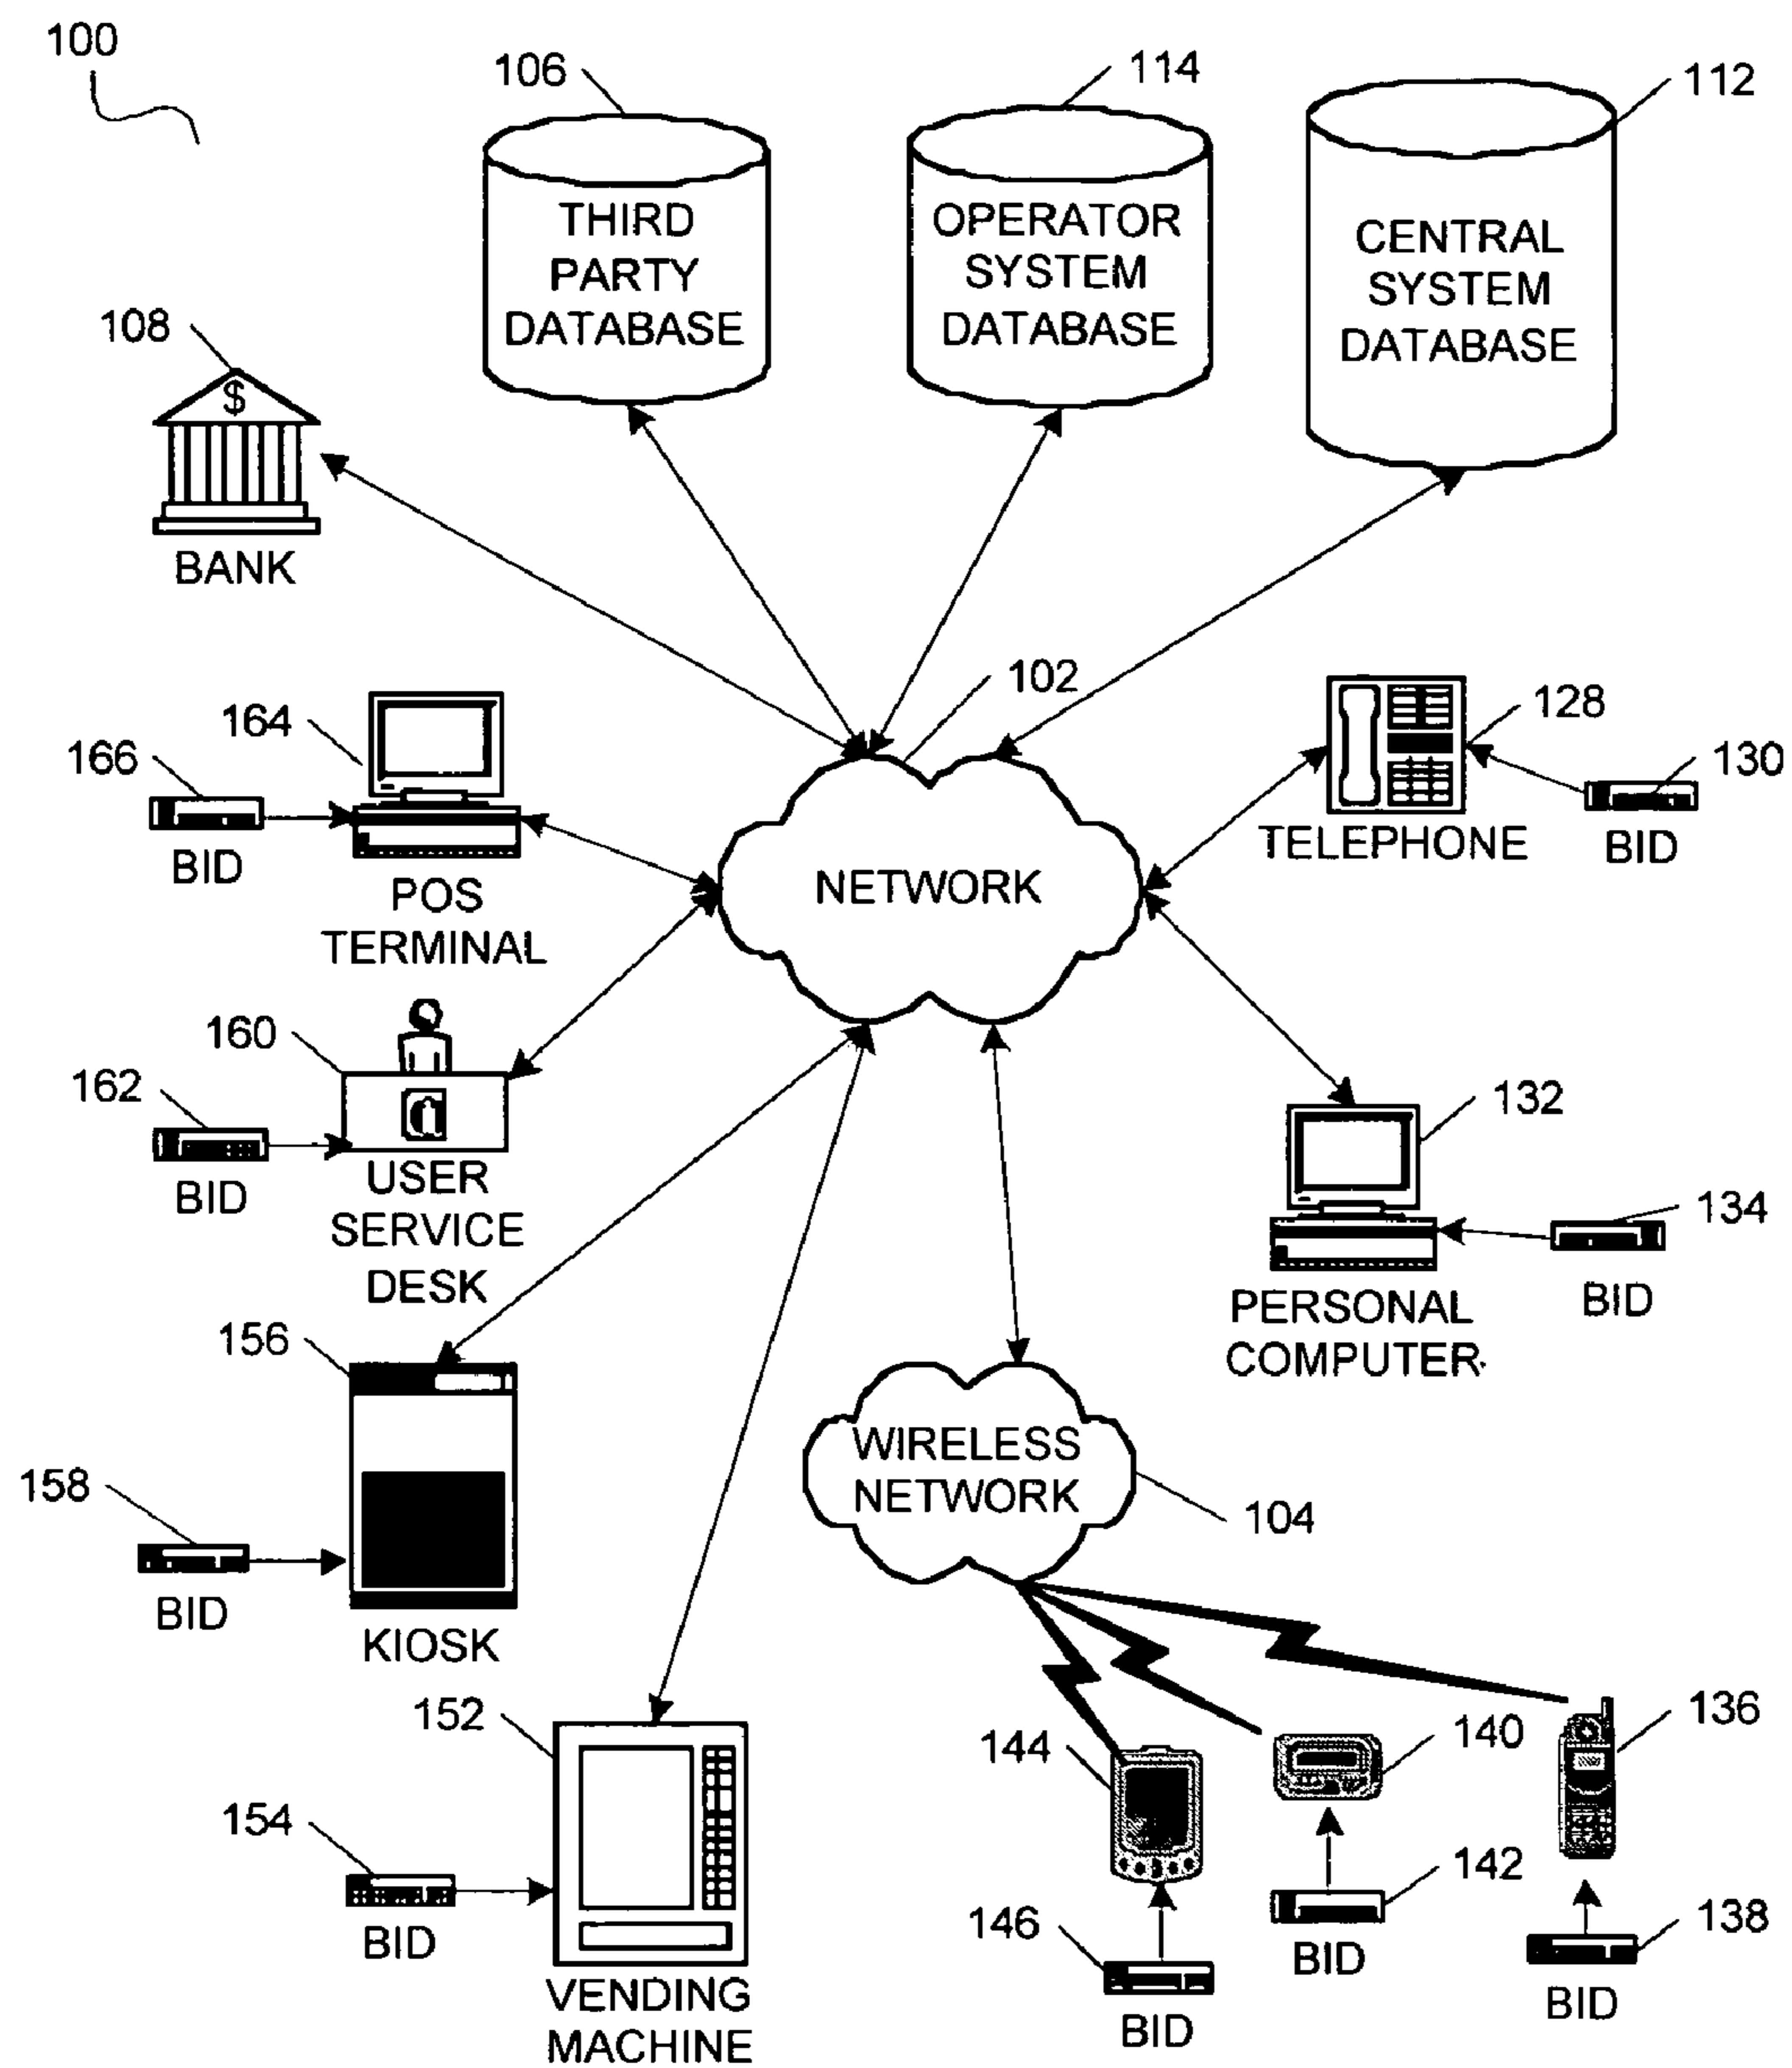 100
106
114
112
THIRD
PARTY
DATABASE
OPERATOR
SYSTEM
DATABASE
CENTRAL
SYSTEM
DATABASE
108
$
BANK
102
164
166
BID
POS
TERMINAL
NETWORK
128
130
TELEPHONE
BID
160
162
BID
USER
SERVICE
DESK
132
134
BID
PERSONAL
COMPUTER
156
158
BID
KIOSK
WIRELESS
NETWORK
104
152
154
BID
VENDING
MACHINE
144
140
136
146
BID
142
BID
138
BID